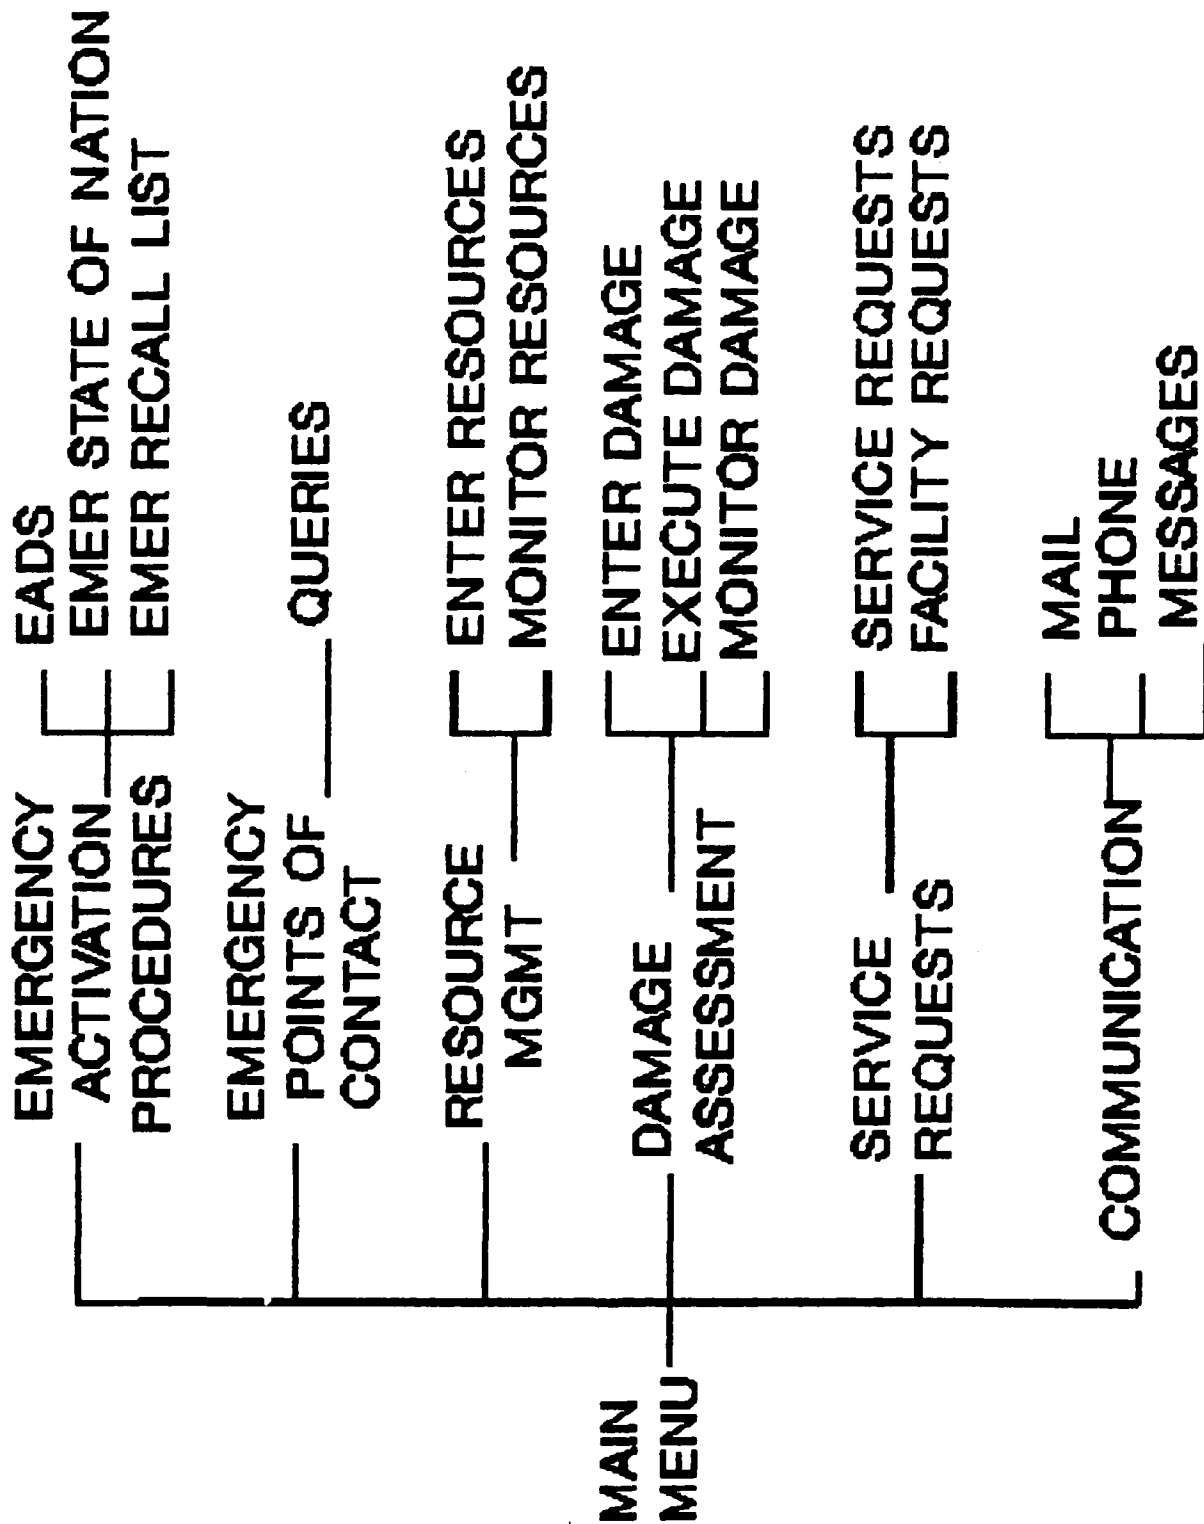 MAIN
MENU
EMERGENCY
ACTIVATION
PROCEDURES
EADS
EMER STATE OF NATION
EMER RECALL LIST
EMERGENCY
POINTS OF
CONTACT
QUERIES
RESOURCE
MGMT
ENTER RESOURCES
MONITOR RESOURCES
DAMAGE
ASSESSMENT
ENTER DAMAGE
EXECUTE DAMAGE
MONITOR DAMAGE
SERVICE
REQUESTS
SERVICE REQUESTS
FACILITY REQUESTS
COMMUNICATION
MAIL
PHONE
MESSAGES